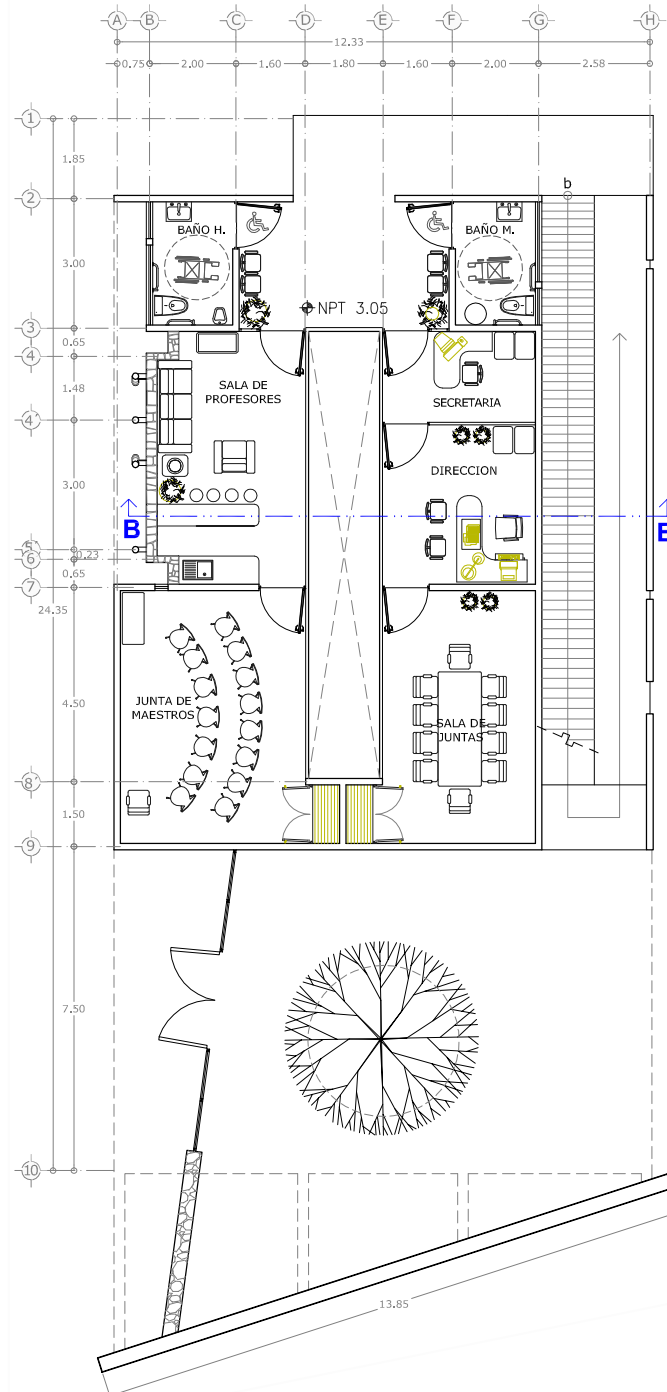 A B C D E F G H
12.33
0.75 2.00 1.60 1.80 1.60 2.00 2.58
1
1.85
2
b
BAÑO H.
BAÑO M.
3.00
NPT 3.05
3
0.65
4
SALA DE
PROFESORES
1.48
SECRETARIA
4'
DIRECCION
3.00
B
B
5
0.23
6
0.65
7
24.35
JUNTA DE
MAESTROS
4.50
SALA DE
JUNTAS
8
1.50
9
7.50
10
13.85